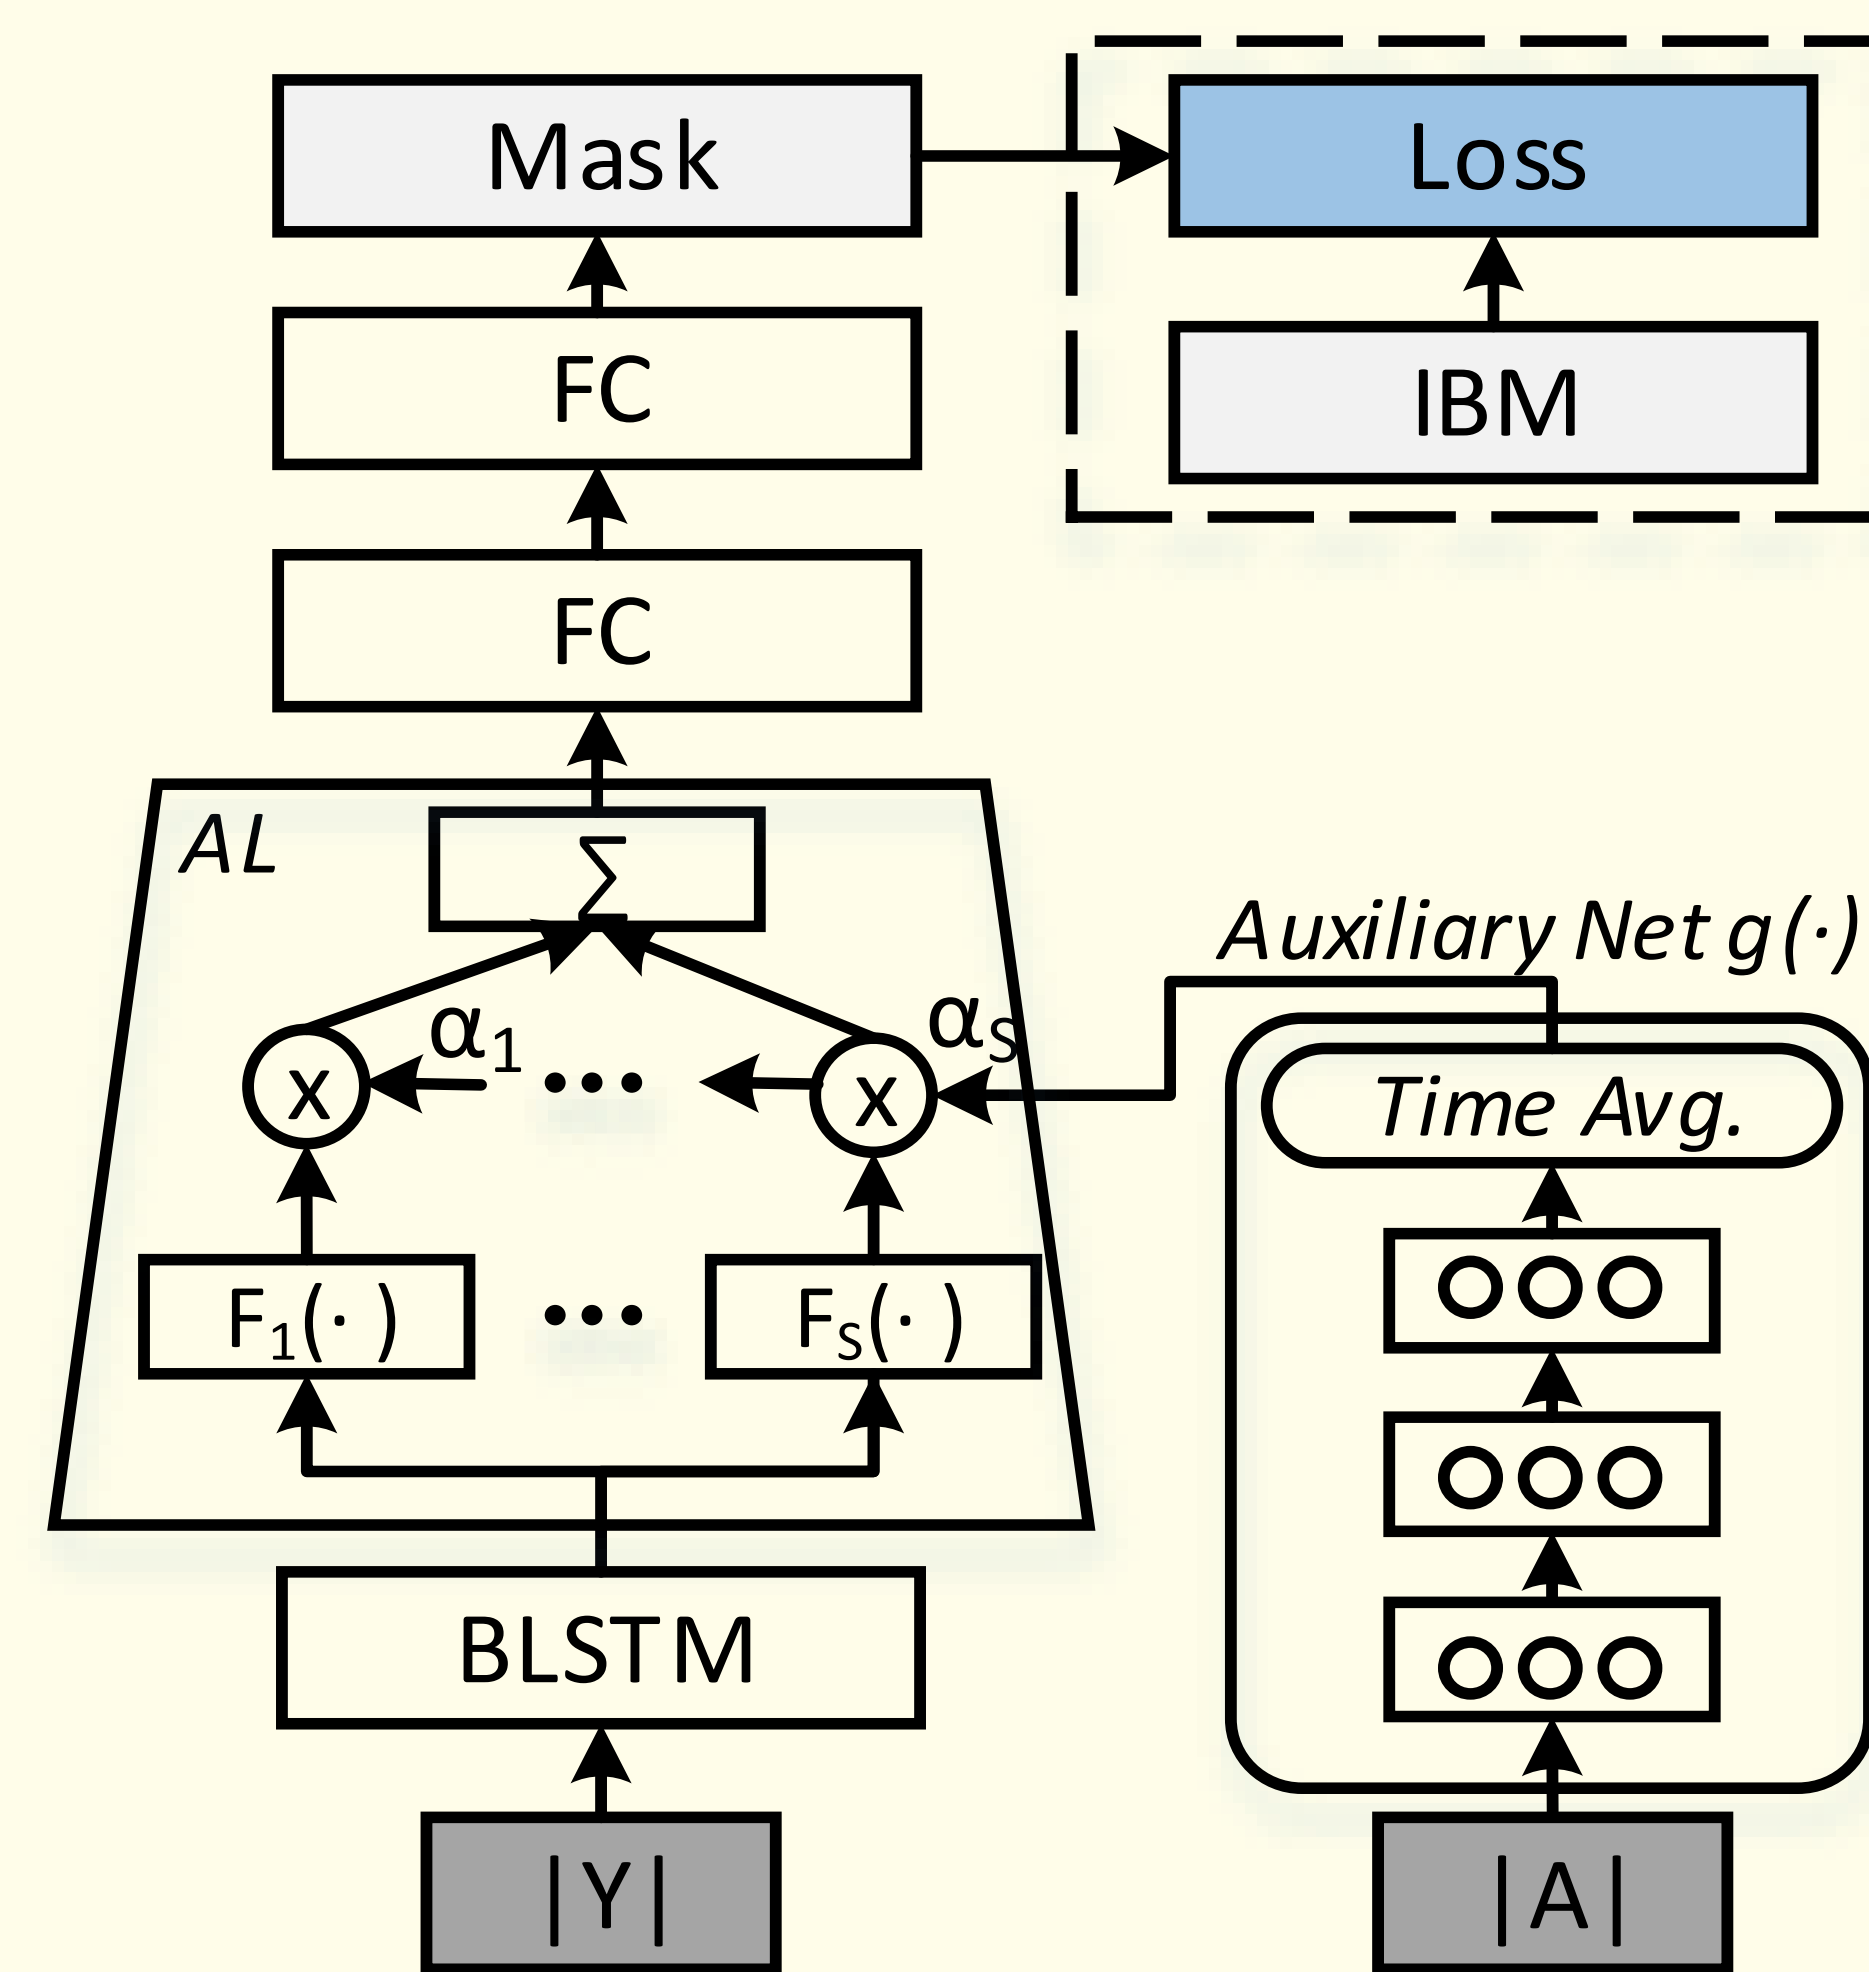 Mask
Loss
FC
IBM
FC
AL
Σ
Auxiliary Net g(·)
α1
αS
x
•••
x
Time Avg.
F1(· )
•••
FS(· )
BLSTM
|Y|
|A|